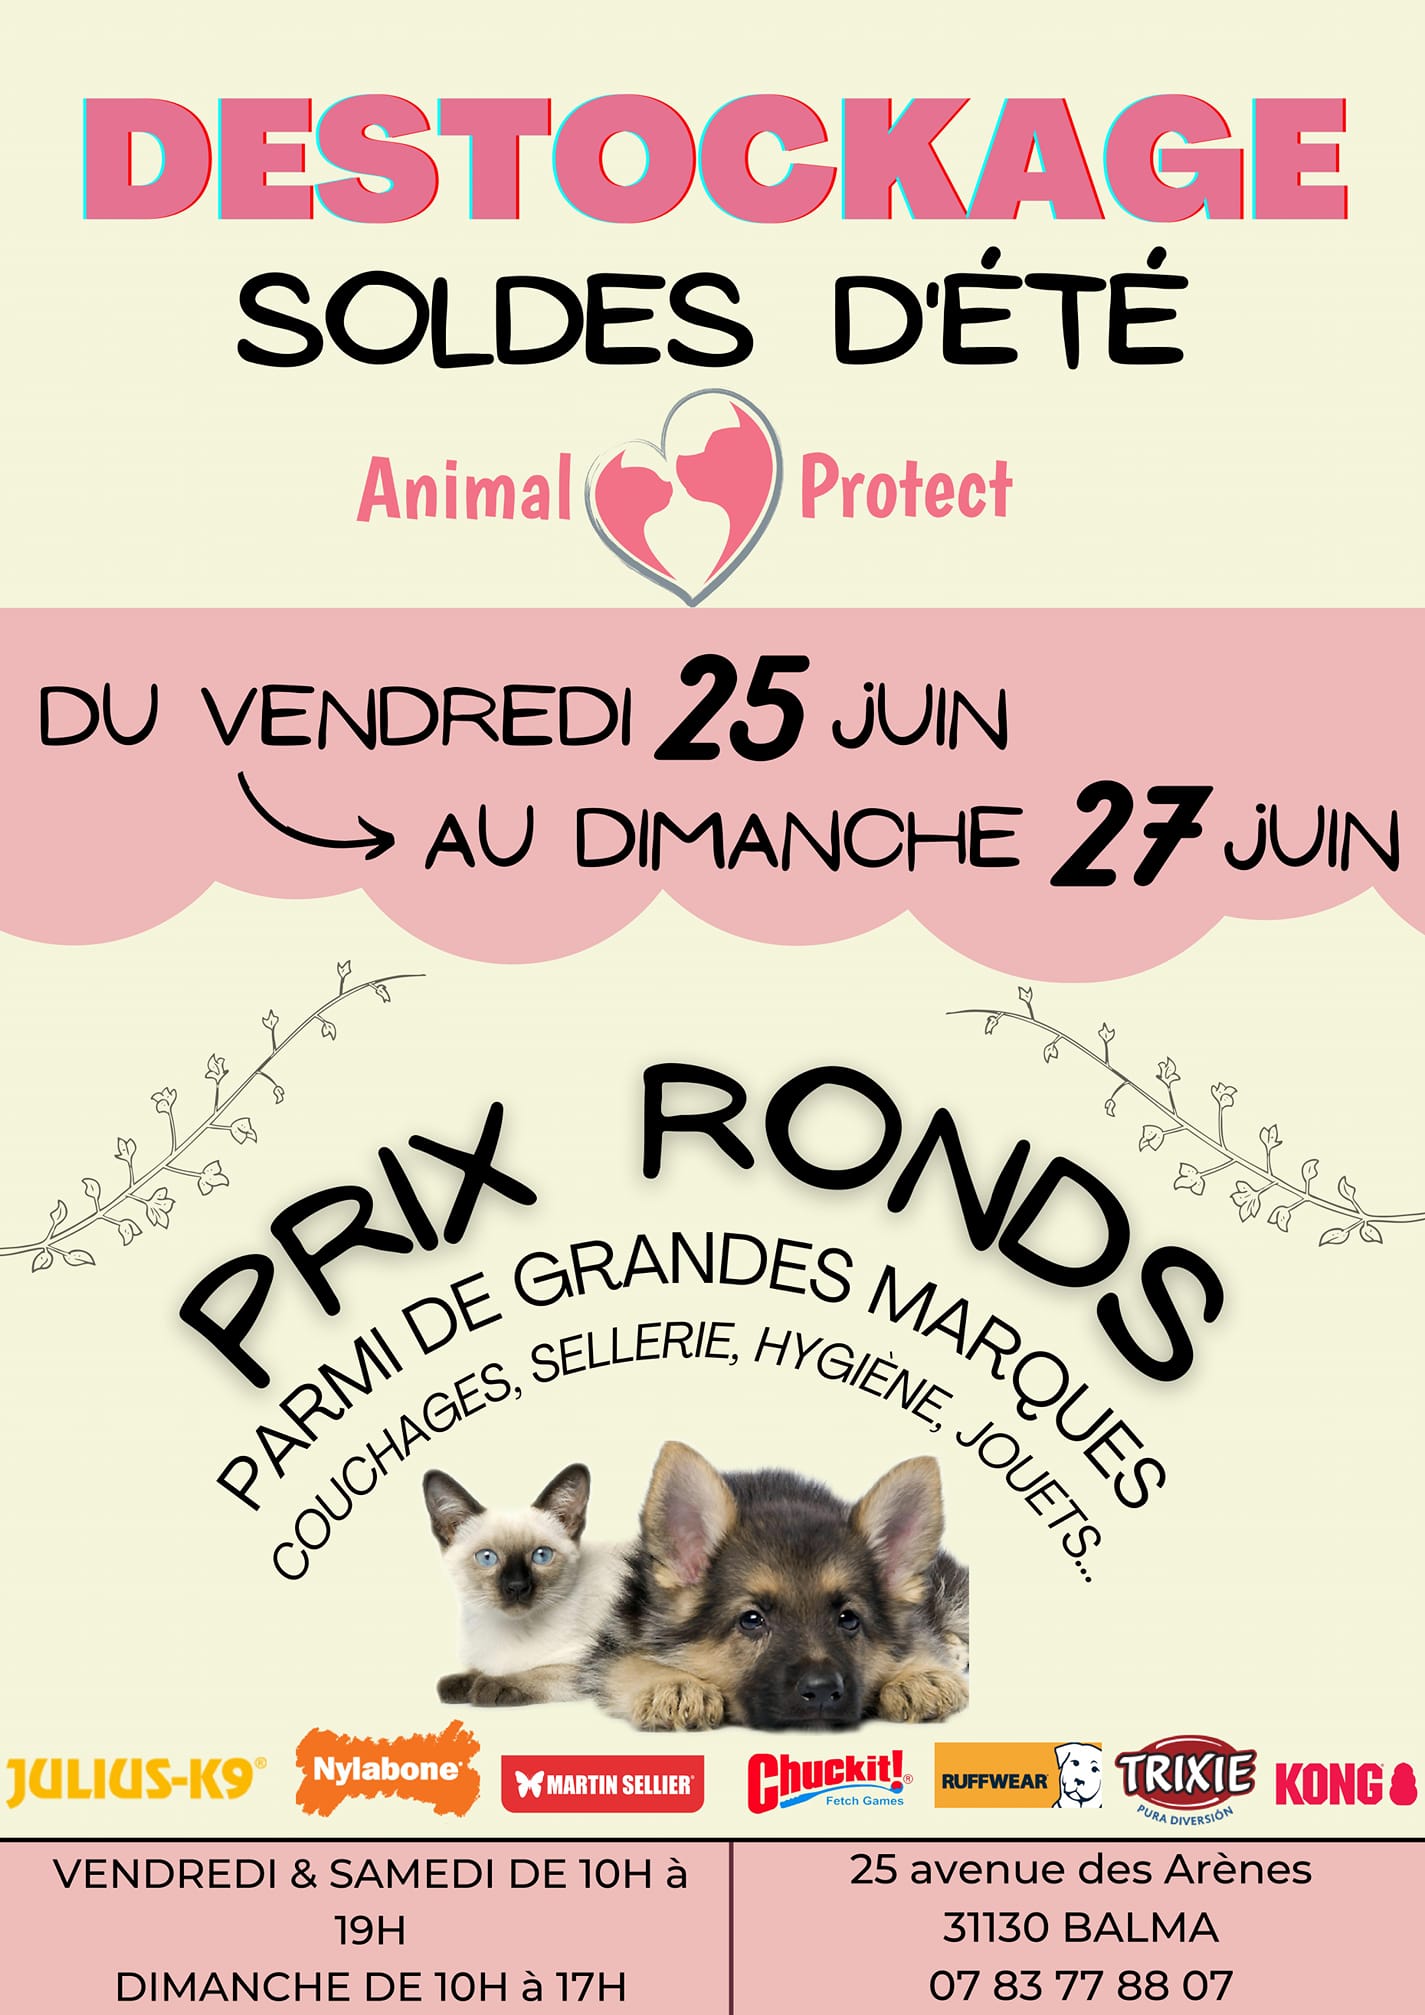 DESTOCKAGE
SOLDES D'ÉTÉ
Animal Protect
DU VENDREDI 25 JUIN
AU DIMANCHE 27 JUIN
PRIX RONDS
PARMI DE GRANDES MARQUES
COUCHAGES, SELLERIE, HYGIÈNE, JOUETS...
JULIUS-K9®
Nylabone®
MARTIN SELLIER®
Chuckit!®
Fetch Games
RUFFWEAR®
TRIXIE
PURA DIVERSIÓN
KONG
VENDREDI & SAMEDI DE 10H à
19H
DIMANCHE DE 10H à 17H
25 avenue des Arènes
31130 BALMA
07 83 77 88 07